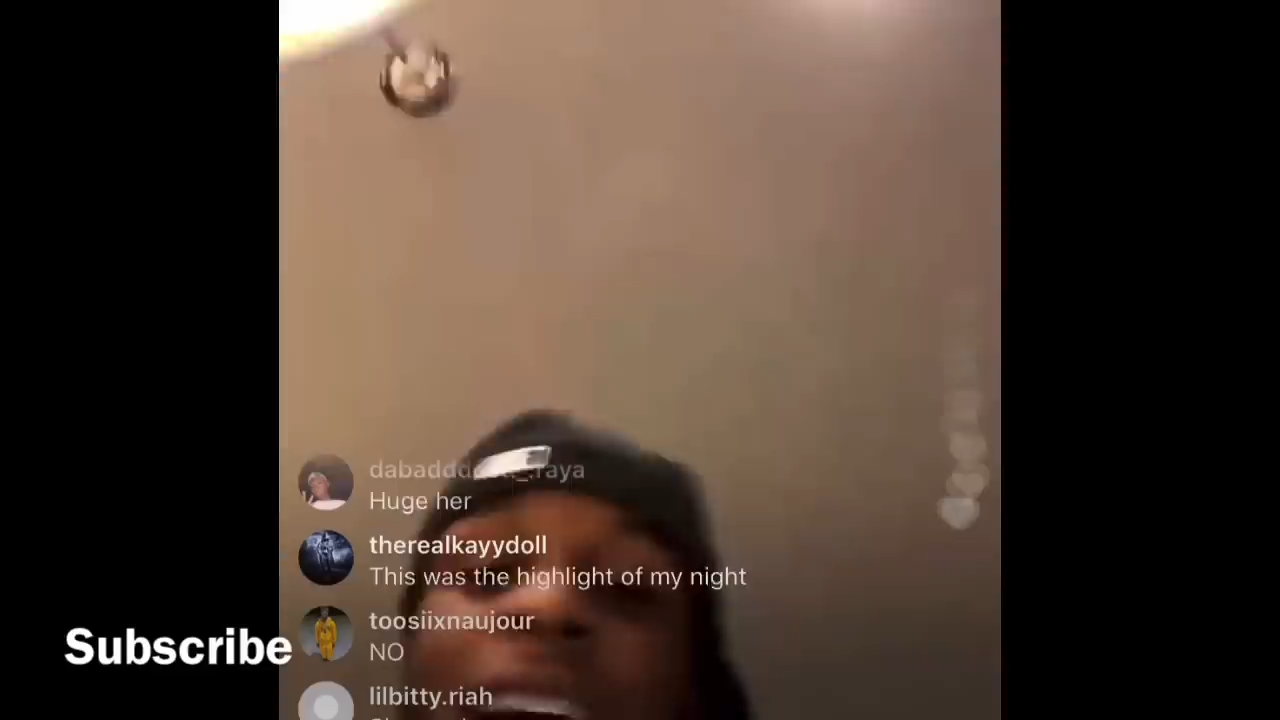 Huge her
therealkayydoll
This was the highlight of my night
toosiixnaujour
NO
Subscribe
lilbitty.riah